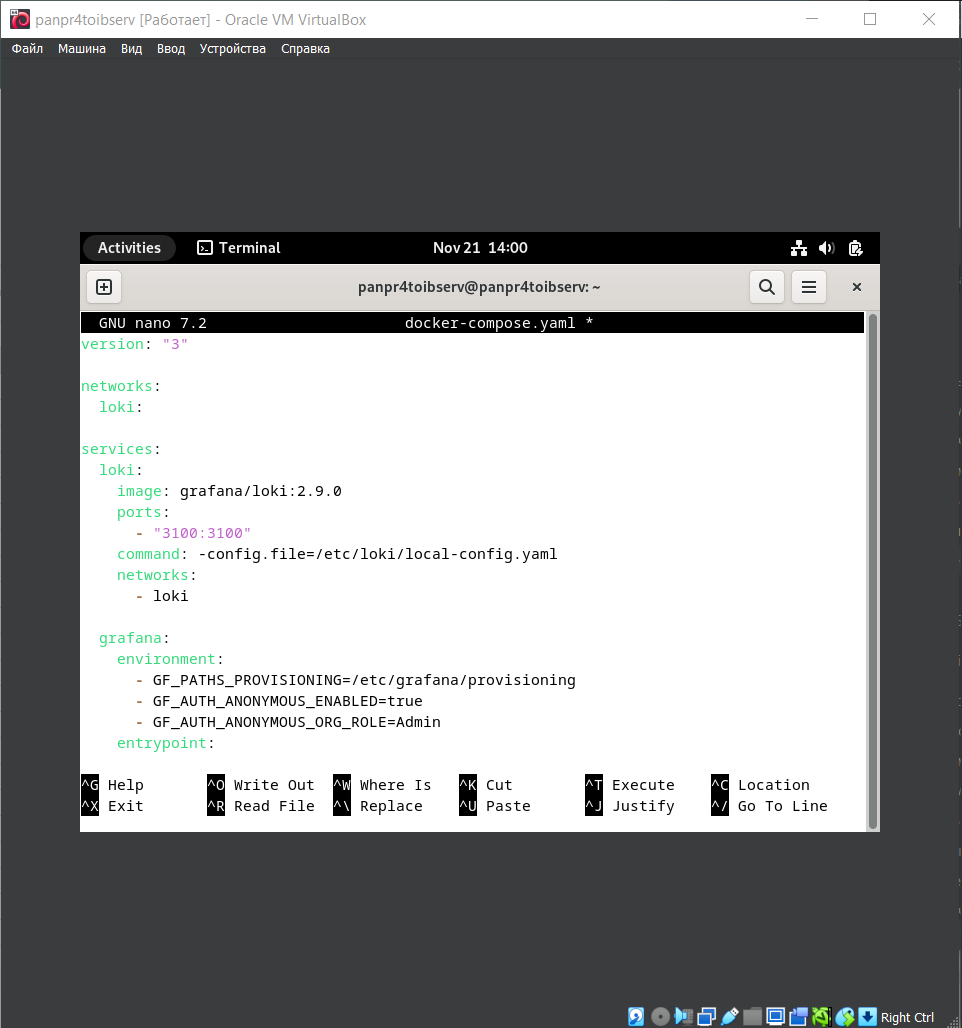 panpr4toibserv [Работает] - Oracle VM VirtualBox
Файл Машина Вид Ввод Устройства Справка
Activities Terminal Nov 21 14:00
panpr4toibserv@panpr4toibserv: ~
GNU nano 7.2 docker-compose.yaml *
version: "3"
networks:
  loki:
services:
  loki:
    image: grafana/loki:2.9.0
    ports:
      - "3100:3100"
    command: -config.file=/etc/loki/local-config.yaml
    networks:
      - loki
  grafana:
    environment:
      - GF_PATHS_PROVISIONING=/etc/grafana/provisioning
      - GF_AUTH_ANONYMOUS_ENABLED=true
      - GF_AUTH_ANONYMOUS_ORG_ROLE=Admin
    entrypoint:
^G Help ^O Write Out ^W Where Is ^K Cut ^T Execute ^C Location
^X Exit ^R Read File ^\ Replace ^U Paste ^J Justify ^/ Go To Line
Right Ctrl